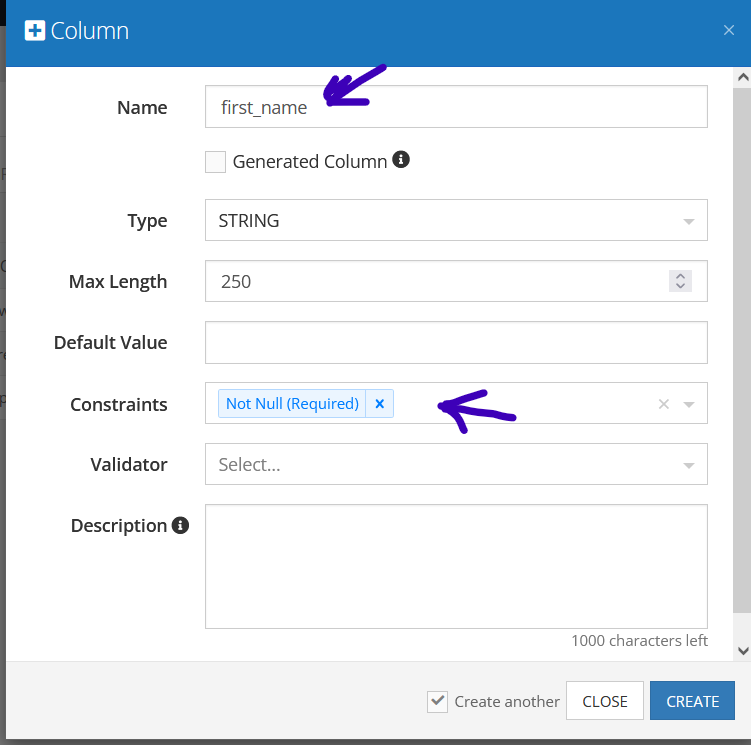 Column ×
Name first_name
Generated Column
Type STRING
Max Length 250
Default Value
Constraints Not Null (Required) ×
Validator Select...
Description
1000 characters left
Create another CLOSE CREATE